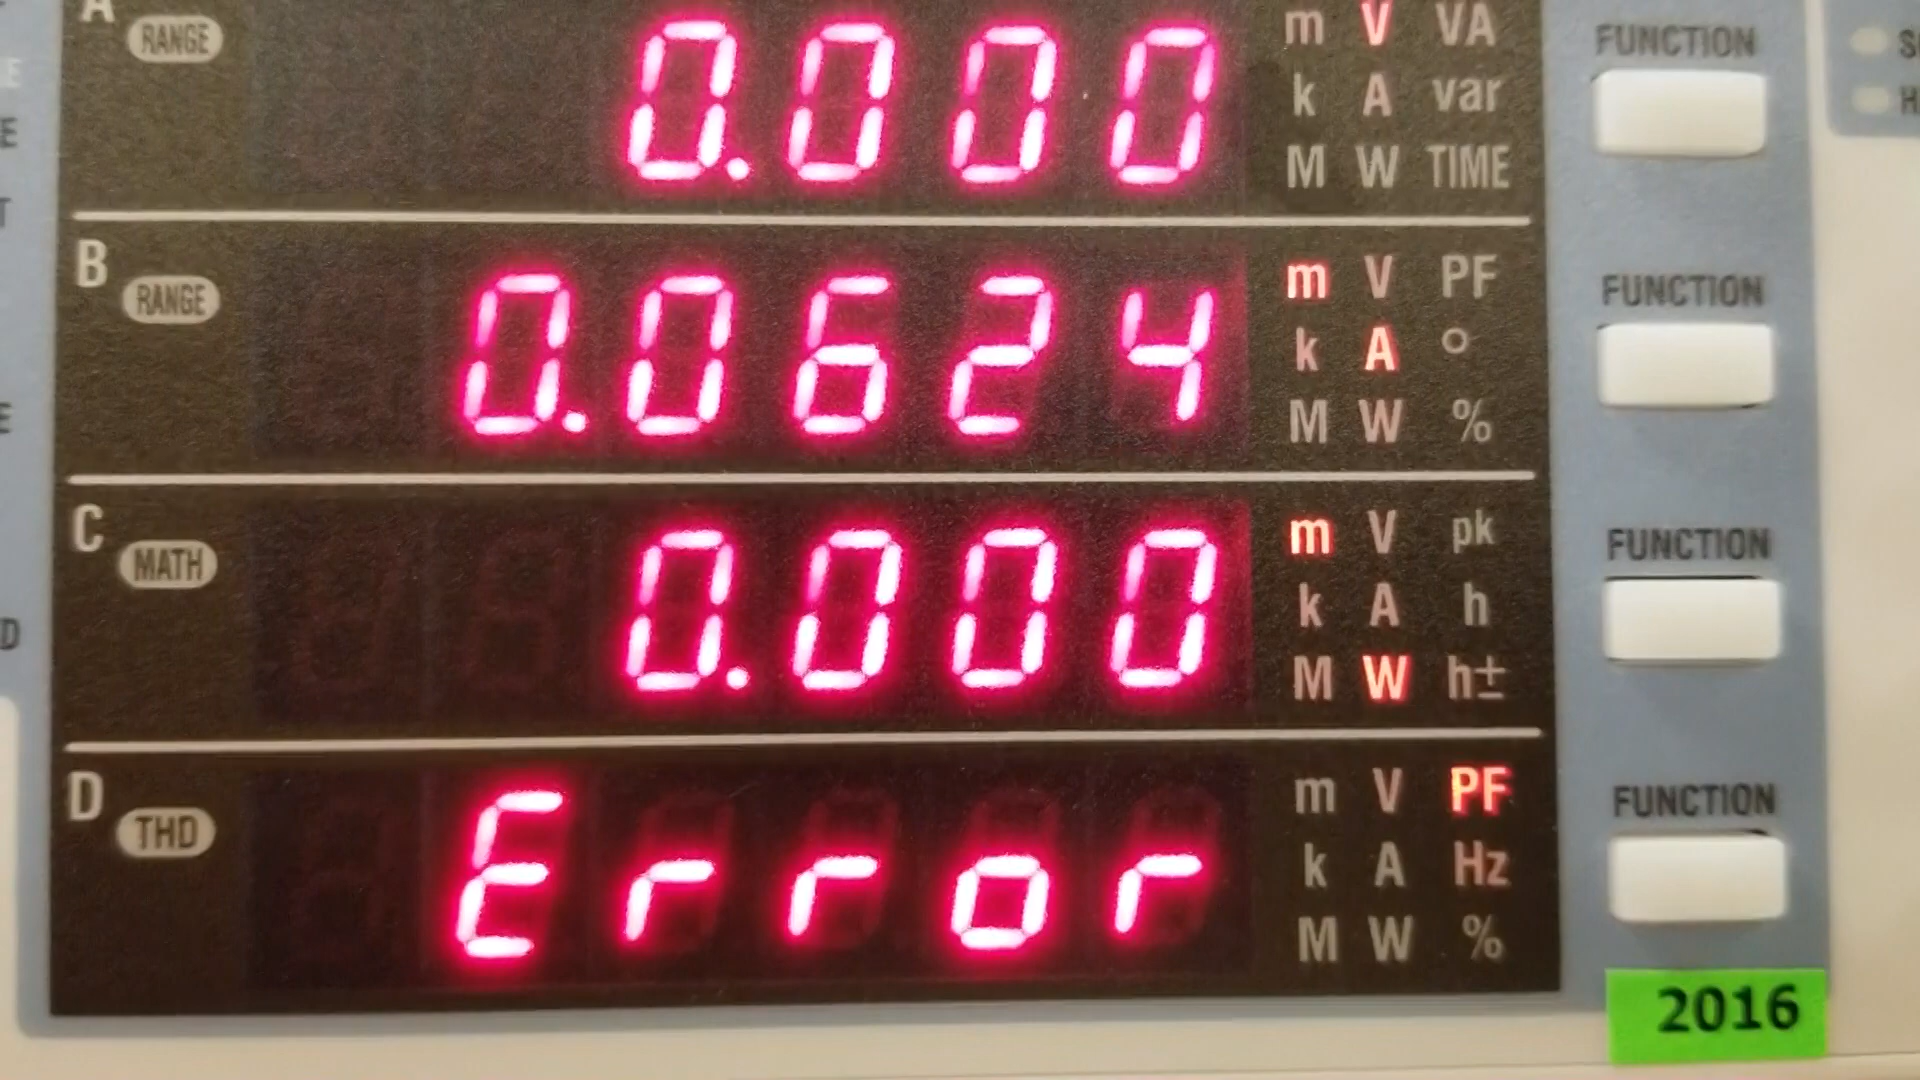 A RANGE 0.000 m V VA FUNCTION
k A var
M W TIME
B RANGE 0.0624 m V PF FUNCTION
k A °
M W %
C MATH 0.000 m V pk FUNCTION
k A h
M W h±
D THD Error m V PF FUNCTION
k A Hz
M W %
2016